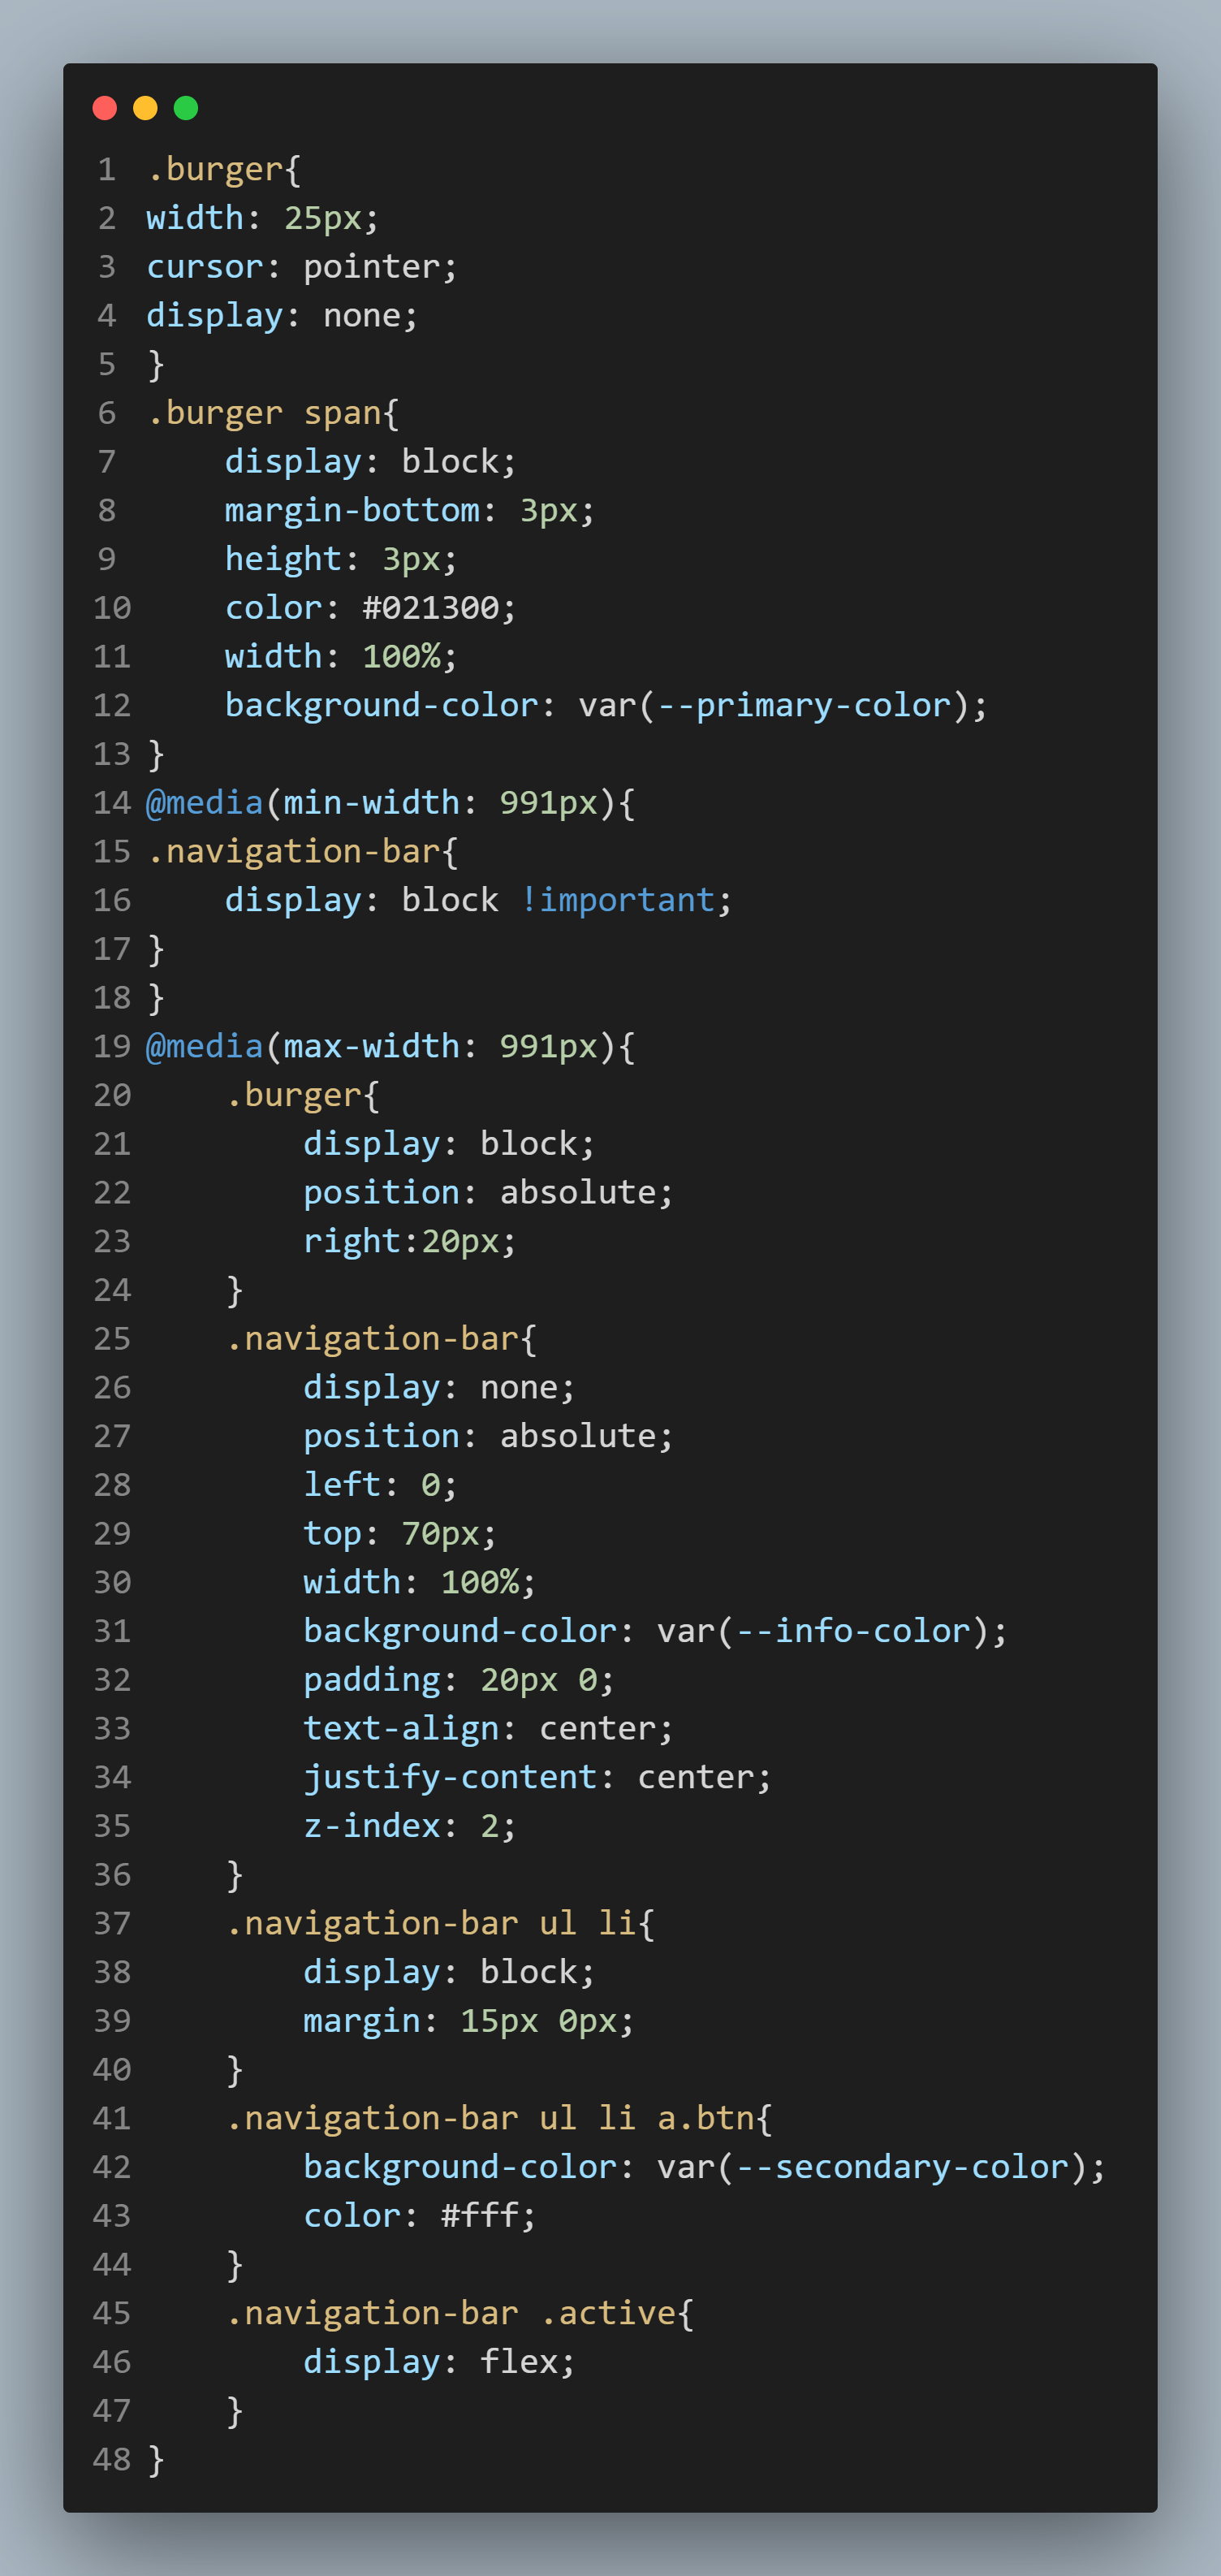 1 .burger{
2 width: 25px;
3 cursor: pointer;
4 display: none;
5 }
6 .burger span{
7     display: block;
8     margin-bottom: 3px;
9     height: 3px;
10     color: #021300;
11     width: 100%;
12     background-color: var(--primary-color);
13 }
14 @media(min-width: 991px){
15 .navigation-bar{
16     display: block !important;
17 }
18 }
19 @media(max-width: 991px){
20     .burger{
21         display: block;
22         position: absolute;
23         right:20px;
24     }
25     .navigation-bar{
26         display: none;
27         position: absolute;
28         left: 0;
29         top: 70px;
30         width: 100%;
31         background-color: var(--info-color);
32         padding: 20px 0;
33         text-align: center;
34         justify-content: center;
35         z-index: 2;
36     }
37     .navigation-bar ul li{
38         display: block;
39         margin: 15px 0px;
40     }
41     .navigation-bar ul li a.btn{
42         background-color: var(--secondary-color);
43         color: #fff;
44     }
45     .navigation-bar .active{
46         display: flex;
47     }
48 }